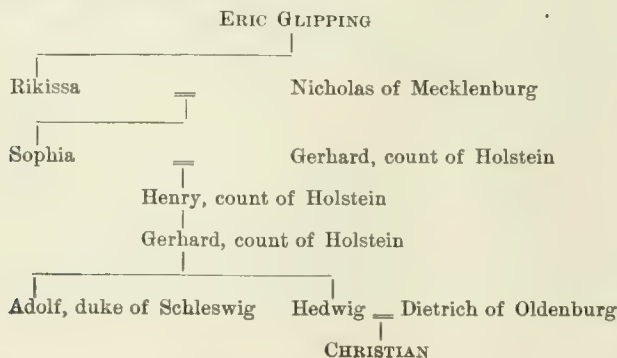 ERIC GLIPPING
Rikissa = Nicholas of Mecklenburg
Sophia = Gerhard, count of Holstein
Henry, count of Holstein
Gerhard, count of Holstein
Adolf, duke of Schleswig Hedwig = Dietrich of Oldenburg
CHRISTIAN